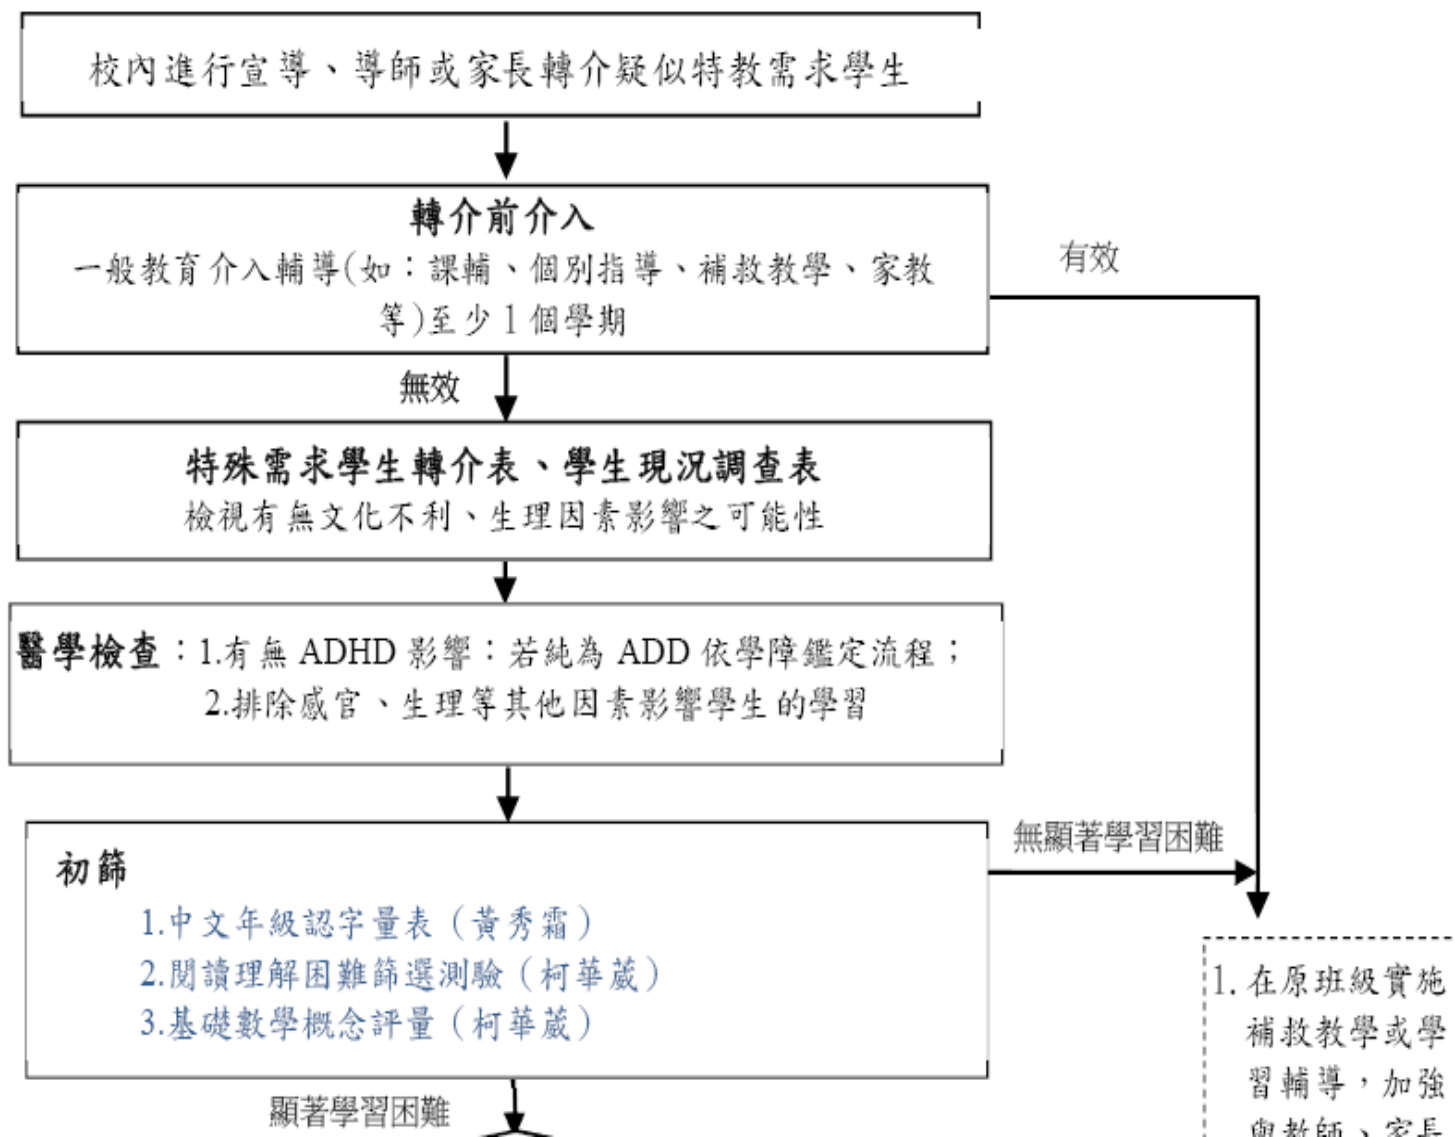 校內進行宣導、導師或家長轉介疑似特教需求學生
轉介前介入
一般教育介入輔導(如：課輔、個別指導、補救教學、家教
等)至少1個學期
有效
無效
特殊需求學生轉介表、學生現況調查表
檢視有無文化不利、生理因素影響之可能性
醫學檢查：1.有無 ADHD 影響：若純為 ADD 依學障鑑定流程；
2.排除感官、生理等其他因素影響學生的學習
初篩
1.中文年級認字量表（黃秀霜）
2.閱讀理解困難篩選測驗（柯華葳）
3.基礎數學概念評量（柯華葳）
無顯著學習困難
顯著學習困難
1. 在原班級實施
補救教學或學
習輔導，加強
與教師、家長